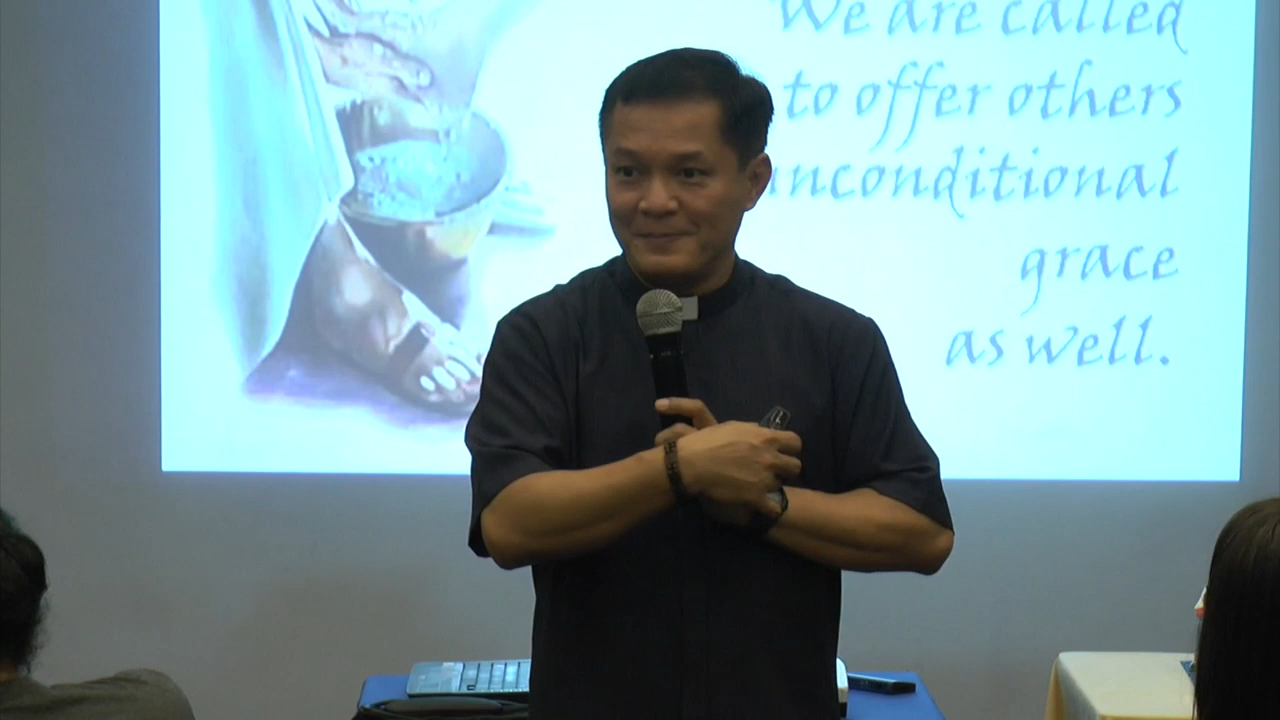 We are called
to offer others
unconditional
grace
as well.